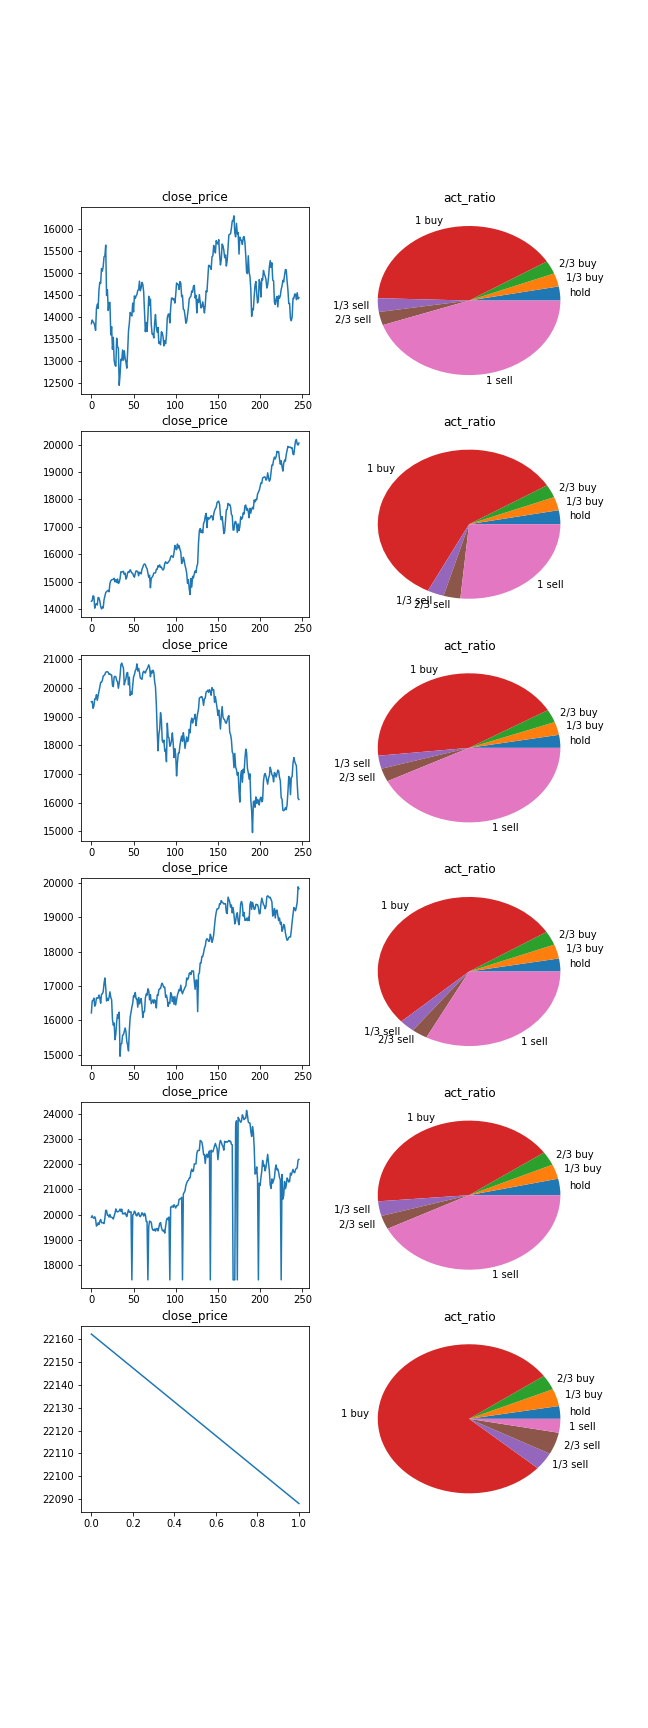 close_price
16000
15500
15000
14500
14000
13500
13000
12500
0 50 100 150 200 250
act_ratio
1 buy
2/3 buy
1/3 buy
hold
1/3 sell
2/3 sell
1 sell
close_price
20000
19000
18000
17000
16000
15000
14000
0 50 100 150 200 250
act_ratio
1 buy
2/3 buy
1/3 buy
hold
1 sell
1/3 sell
2/3 sell
close_price
21000
20000
19000
18000
17000
16000
15000
0 50 100 150 200 250
act_ratio
1 buy
2/3 buy
1/3 buy
hold
1/3 sell
2/3 sell
1 sell
close_price
20000
19000
18000
17000
16000
15000
0 50 100 150 200 250
act_ratio
1 buy
2/3 buy
1/3 buy
hold
1/3 sell
2/3 sell
1 sell
close_price
24000
23000
22000
21000
20000
19000
18000
0 50 100 150 200 250
act_ratio
1 buy
2/3 buy
1/3 buy
hold
1/3 sell
2/3 sell
1 sell
close_price
22160
22150
22140
22130
22120
22110
22100
22090
0.0 0.2 0.4 0.6 0.8 1.0
act_ratio
2/3 buy
1/3 buy
1 buy
hold
1 sell
2/3 sell
1/3 sell